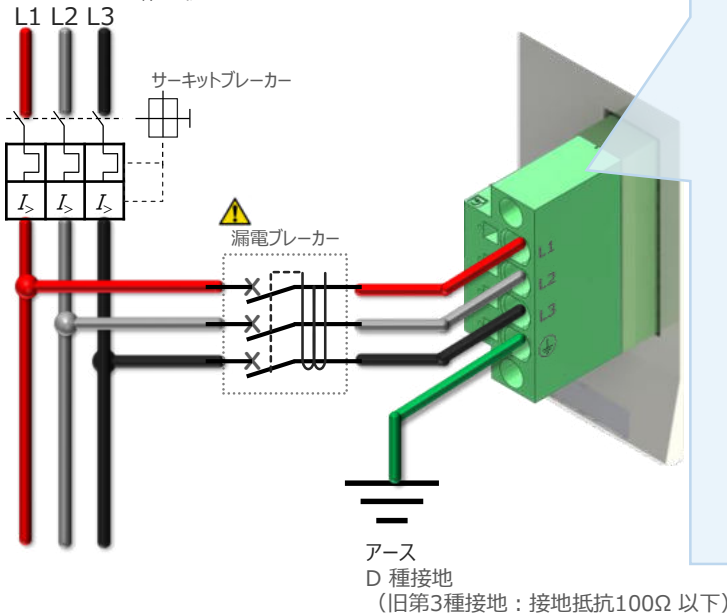 L1 L2 L3
サーキットブレーカー
I> I> I>
漏電ブレーカー
L1
L2
L3
アース
D 種接地
（旧第3種接地：接地抵抗100Ω 以下）